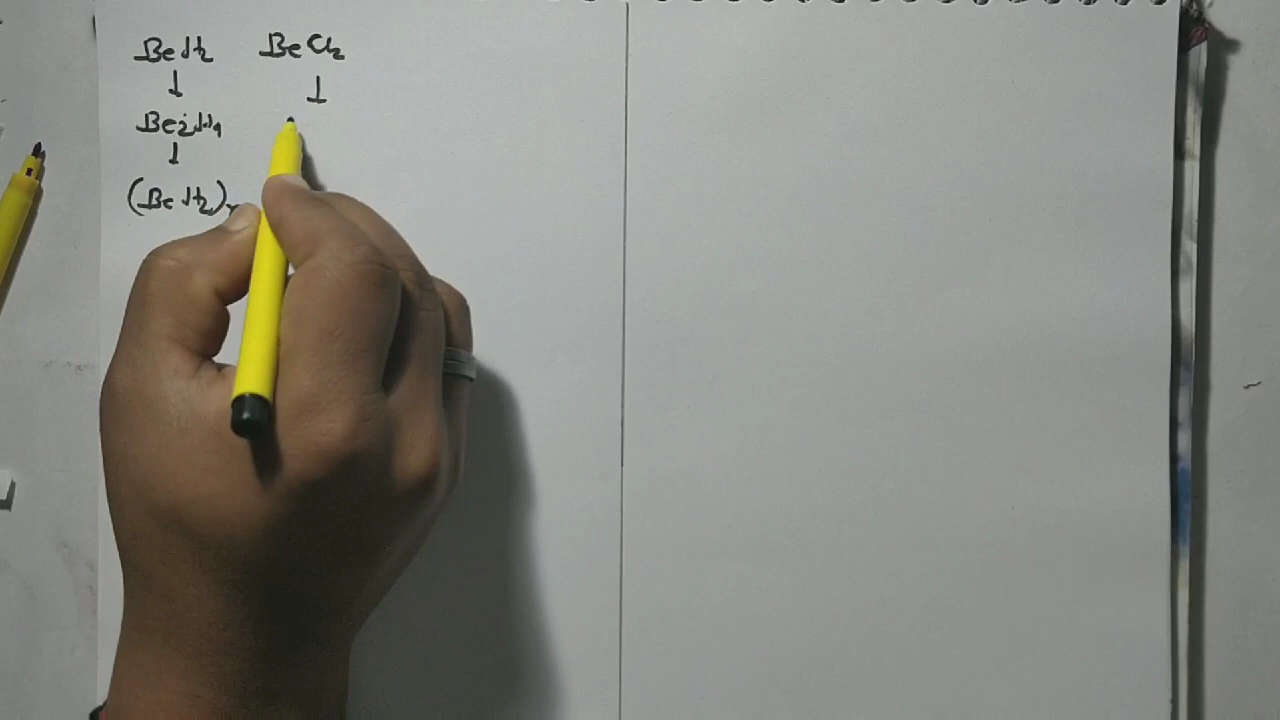 BeH2 BeCl2
↓ ↓
Be2H4
↓
(BeH2)n